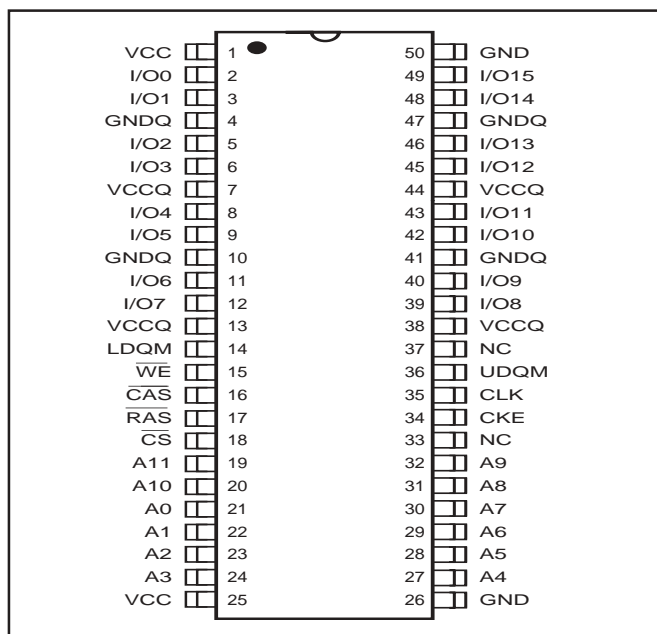 VCC 1 50 GND
I/O0 2 49 I/O15
I/O1 3 48 I/O14
GNDQ 4 47 GNDQ
I/O2 5 46 I/O13
I/O3 6 45 I/O12
VCCQ 7 44 VCCQ
I/O4 8 43 I/O11
I/O5 9 42 I/O10
GNDQ 10 41 GNDQ
I/O6 11 40 I/O9
I/O7 12 39 I/O8
VCCQ 13 38 VCCQ
LDQM 14 37 NC
W̅E̅ 15 36 UDQM
C̅A̅S̅ 16 35 CLK
R̅A̅S̅ 17 34 CKE
C̅S̅ 18 33 NC
A11 19 32 A9
A10 20 31 A8
A0 21 30 A7
A1 22 29 A6
A2 23 28 A5
A3 24 27 A4
VCC 25 26 GND